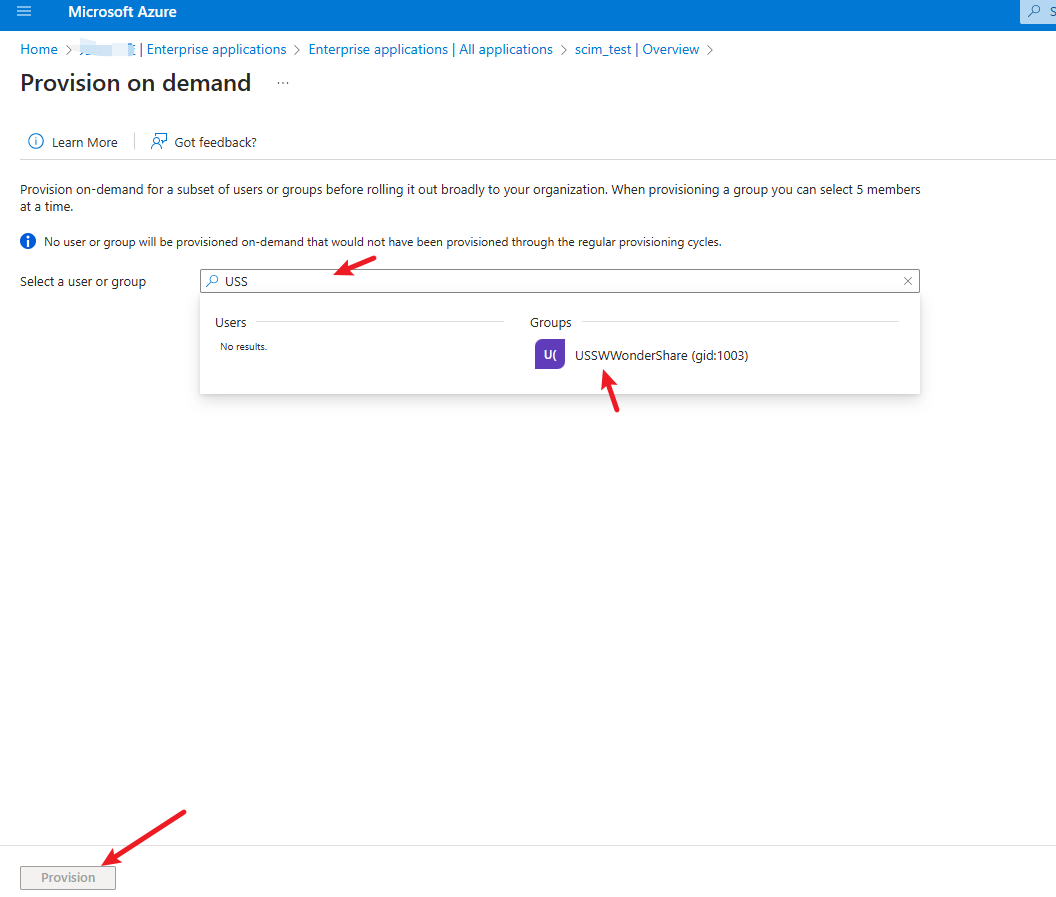 Microsoft Azure
S
Home > | Enterprise applications > Enterprise applications | All applications > scim_test | Overview >
Provision on demand ...
Learn More | Got feedback?
Provision on-demand for a subset of users or groups before rolling it out broadly to your organization. When provisioning a group you can select 5 members
at a time.
No user or group will be provisioned on-demand that would not have been provisioned through the regular provisioning cycles.
Select a user or group
USS
Users
No results.
Groups
U(
USSWWonderShare (gid:1003)
Provision